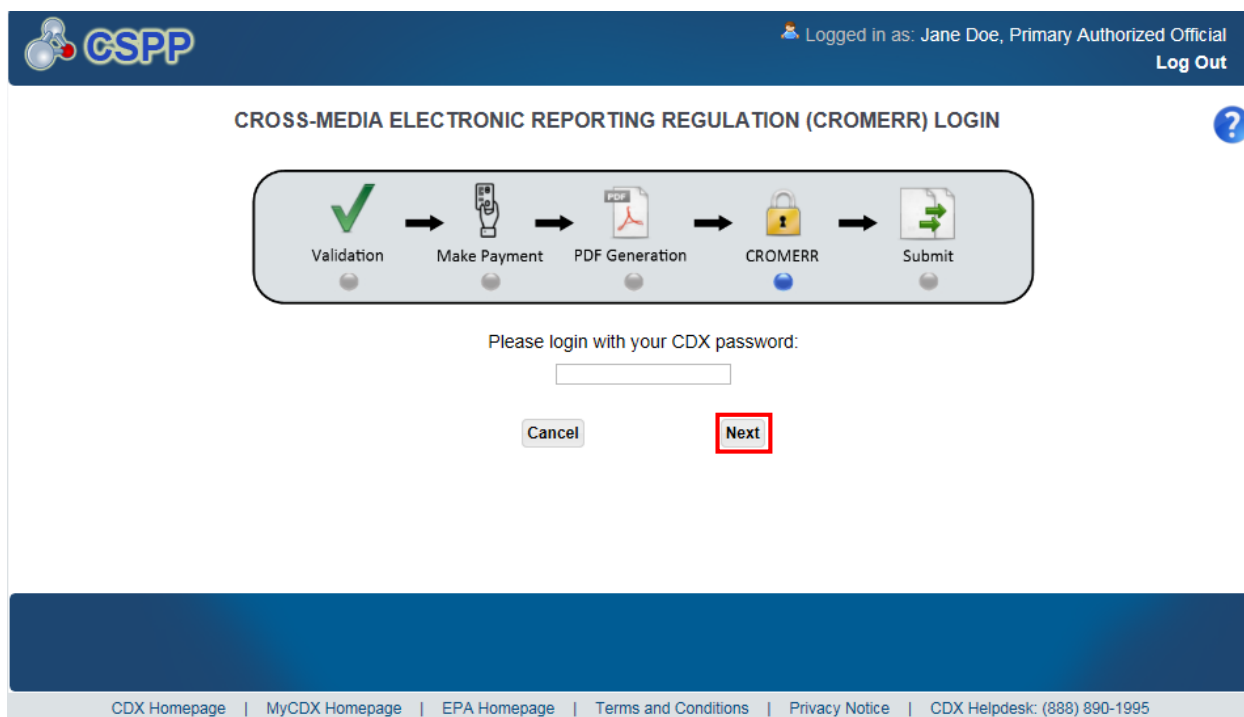 CSPP
Logged in as: Jane Doe, Primary Authorized Official
Log Out
CROSS-MEDIA ELECTRONIC REPORTING REGULATION (CROMERR) LOGIN
?
PDF
Validation Make Payment PDF Generation CROMERR Submit
Please login with your CDX password:
Cancel Next
CDX Homepage | MyCDX Homepage | EPA Homepage | Terms and Conditions | Privacy Notice | CDX Helpdesk: (888) 890-1995